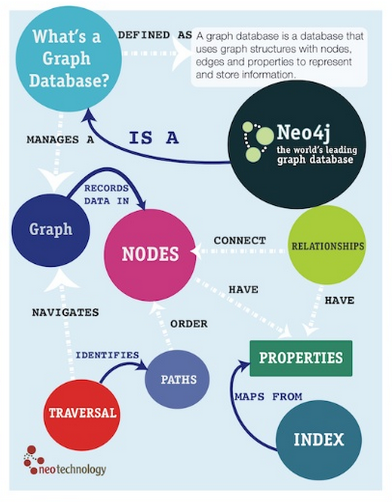 What's a
Graph
Database?
DEFINED AS
A graph database is a database that
uses graph structures with nodes,
edges and properties to represent
and store information.
MANAGES A
IS A
Neo4j
the world's leading
graph database
RECORDS
DATA IN
Graph
NODES
CONNECT
RELATIONSHIPS
HAVE
HAVE
NAVIGATES
ORDER
IDENTIFIES
PROPERTIES
PATHS
MAPS FROM
TRAVERSAL
INDEX
neotechnology